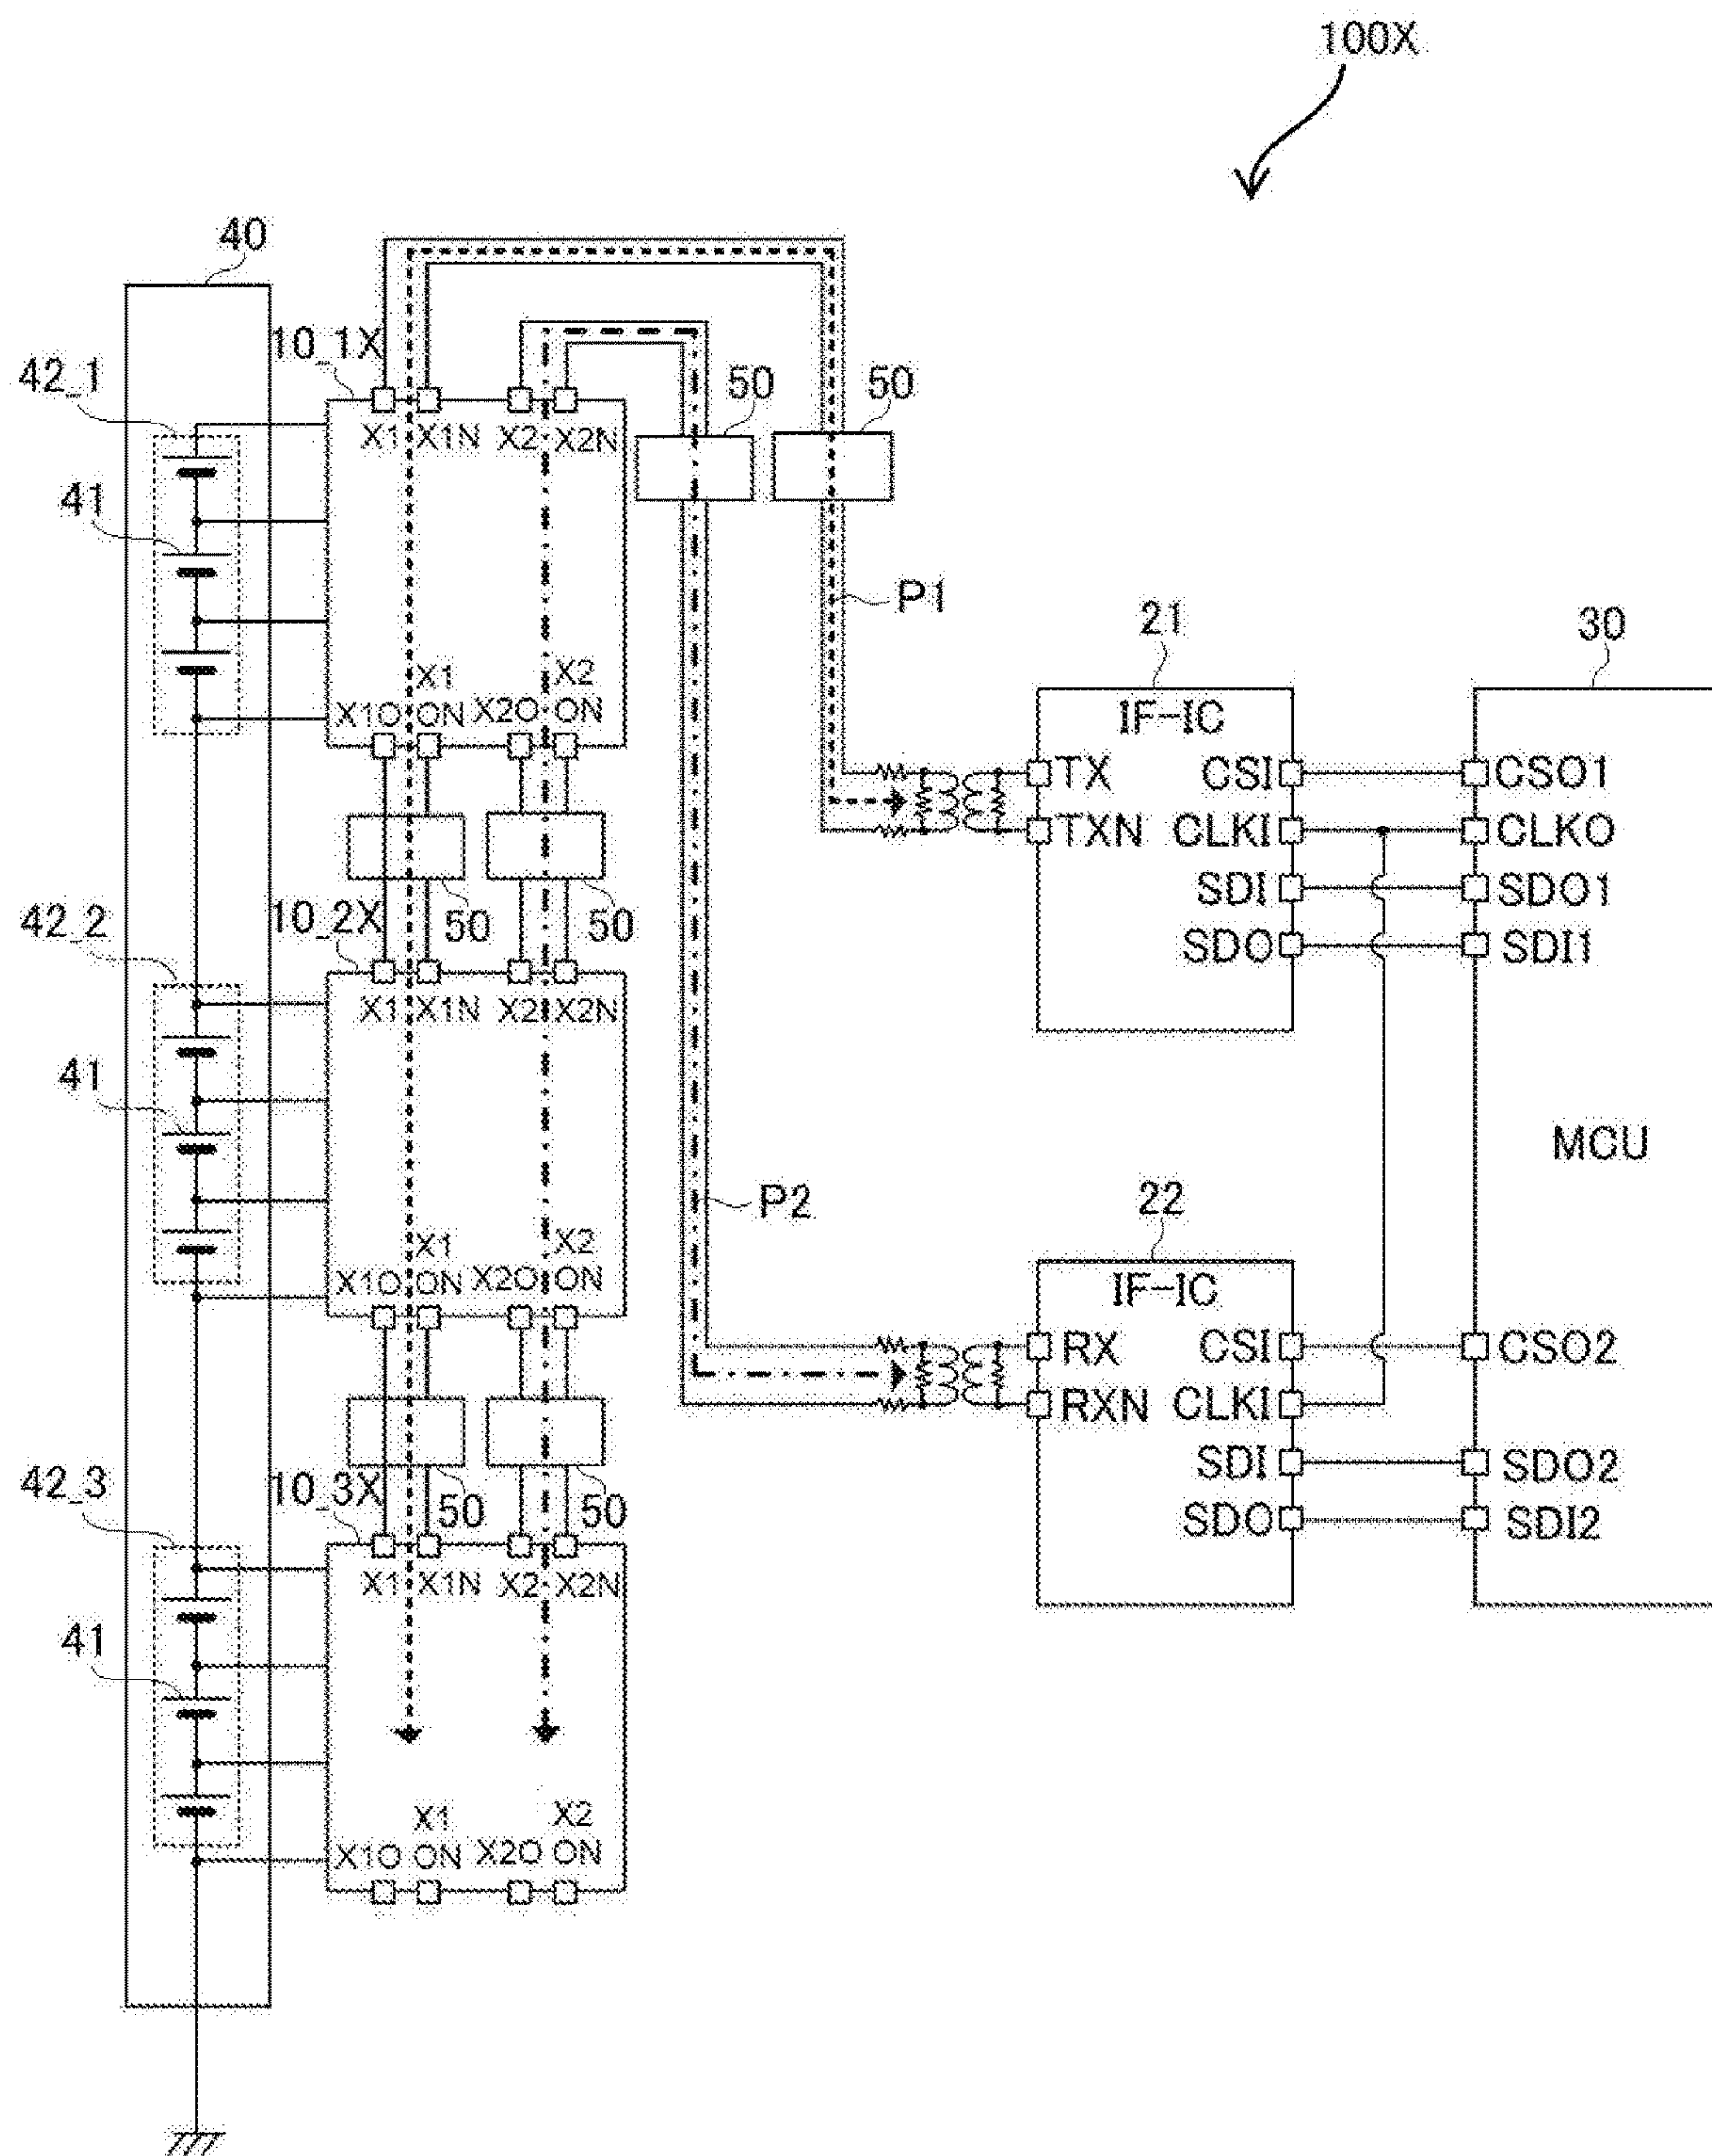 100X
40
10_1X
42_1
50
50
X1 X1N X2 X2N
41
P1
21
30
X1 X2
X1O ON X2O ON
IF-IC
TX CSI CSO1
TXN CLKI CLKO
SDI SDO1
SDO SDI1
50 50
10_2X
42_2
X1 X1N X2 X2N
41
MCU
P2
22
X1 X2
X1O ON X2O ON
IF-IC
RX CSI CSO2
RXN CLKI
SDI SDO2
SDO SDI2
50 50
10_3X
42_3
X1 X1N X2 X2N
41
X1 X2
X1O ON X2O ON